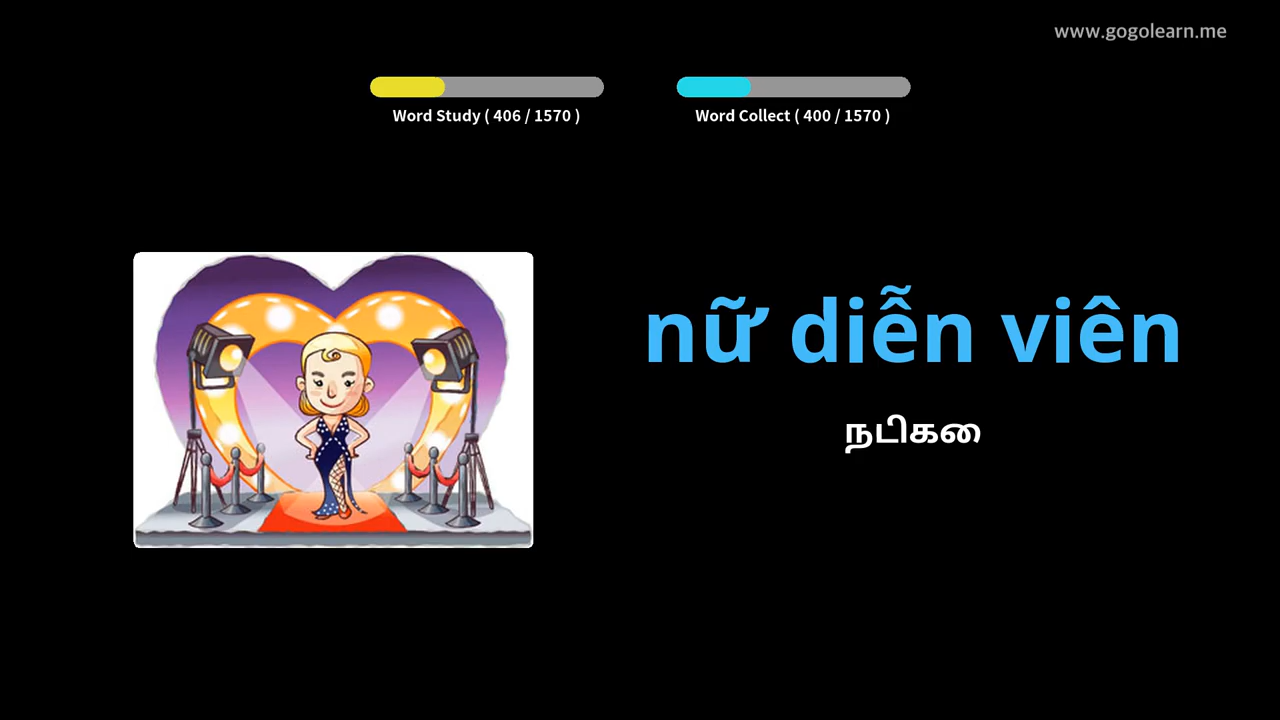 www.gogolearn.me
Word Study ( 406 / 1570 )
Word Collect ( 400 / 1570 )
nữ diễn viên
நடிகை